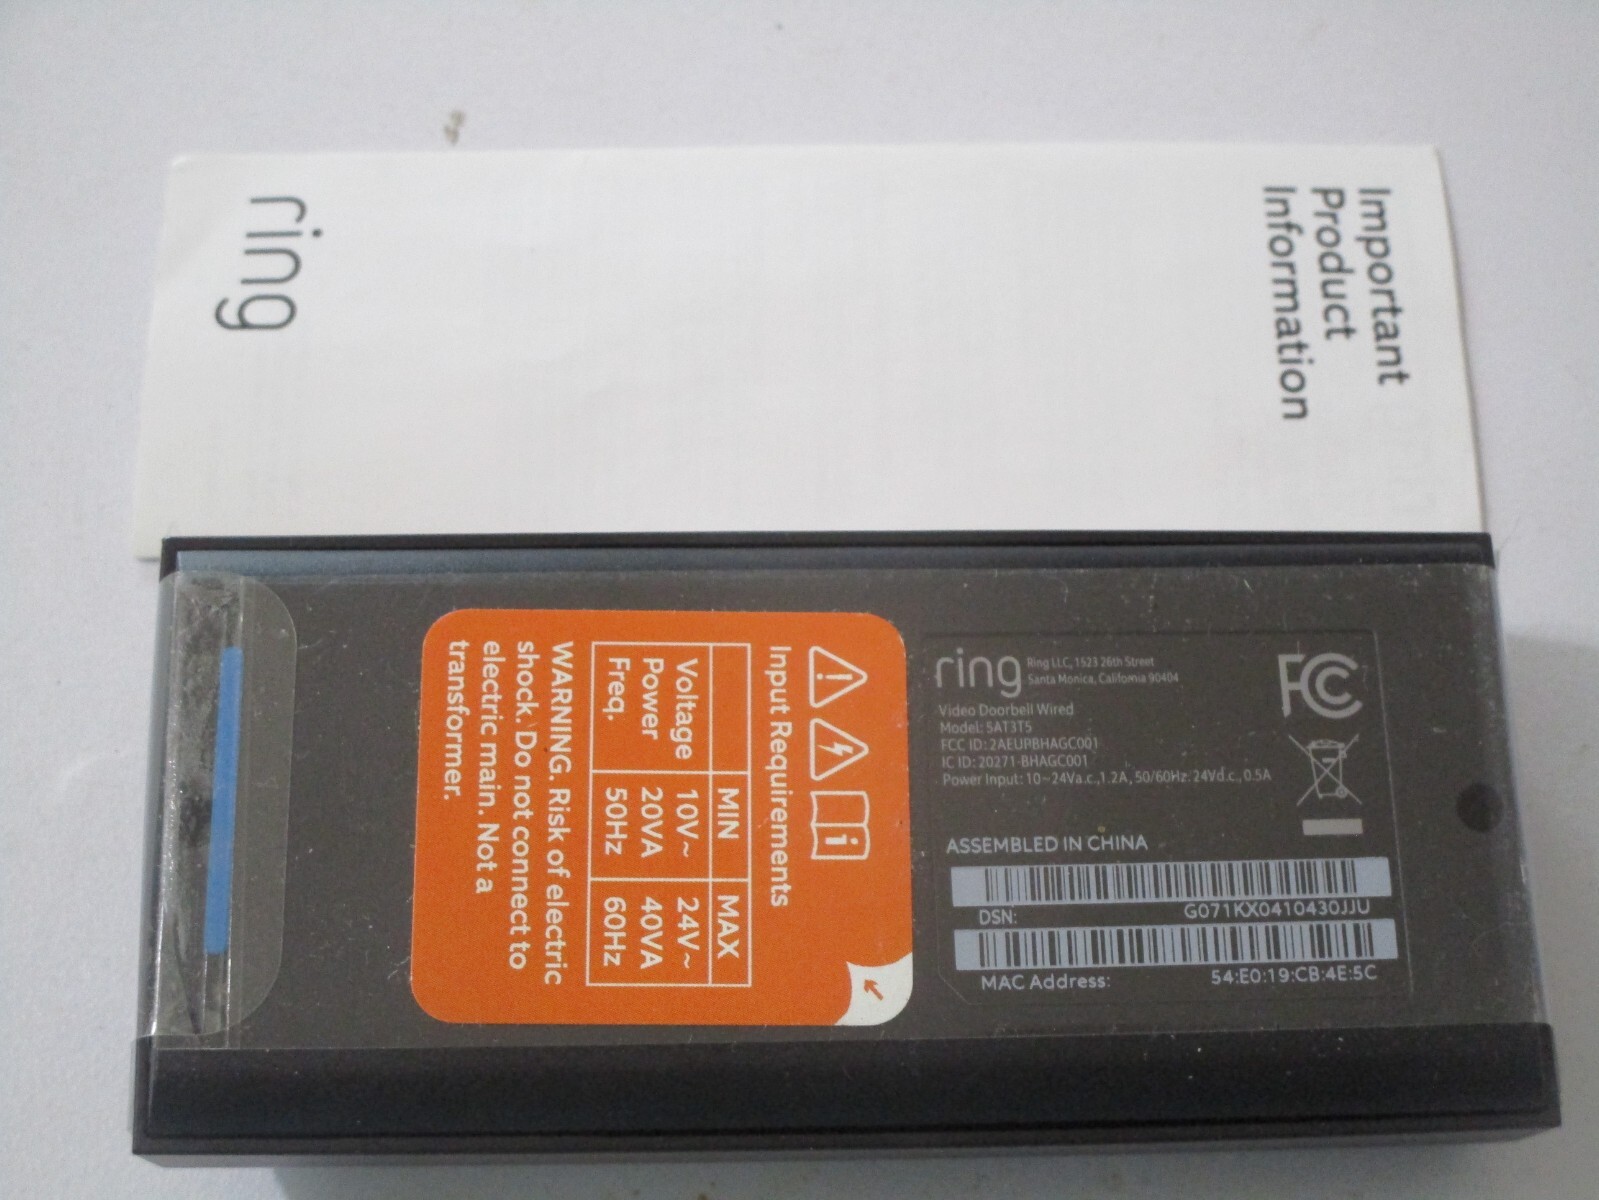 ring
Important
Product
Information
Input Requirements
MIN MAX
Voltage 10V~ 24V~
Power 20VA 40VA
Freq. 50Hz 60Hz
WARNING. Risk of electric
shock. Do not connect to
electric main. Not a
transformer.
ring
Ring LLC, 1523 26th Street
Santa Monica, California 90404
Video Doorbell Wired
Model: 5AT3T5
FCC ID: 2AEUPBHAGC001
IC ID: 20271-BHAGC001
Power Input: 10~24Va.c.,1.2A, 50/60Hz: 24Vd.c., 0.5A
FC
ASSEMBLED IN CHINA
DSN: G071KX0410430JJU
MAC Address: 54:E0:19:CB:4E:5C